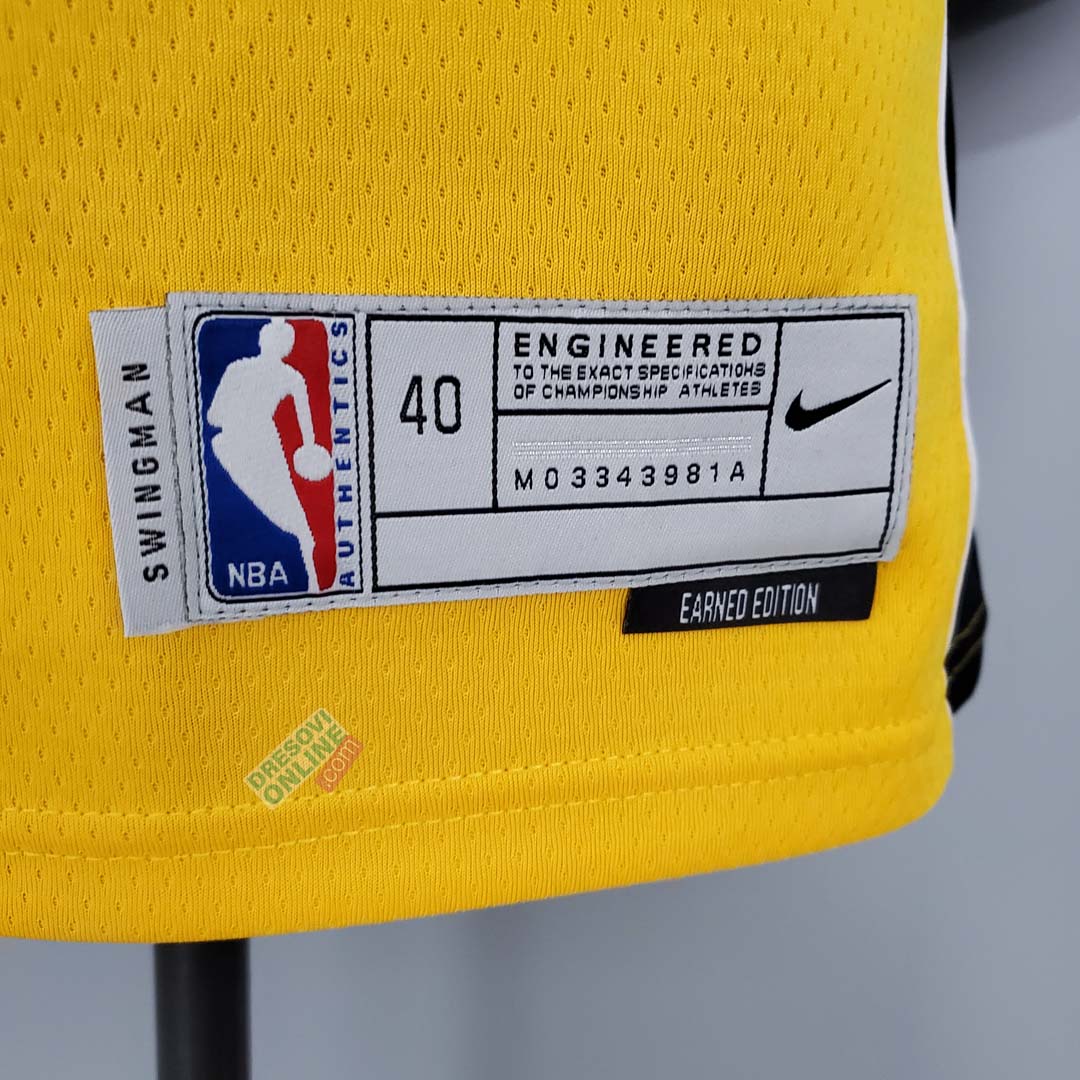 SWINGMAN
NBA
AUTHENTICS
40
ENGINEERED
TO THE EXACT SPECIFICATIONS
OF CHAMPIONSHIP ATHLETES
M03343981A
EARNED EDITION
DRESOVI
ONLINE
.com